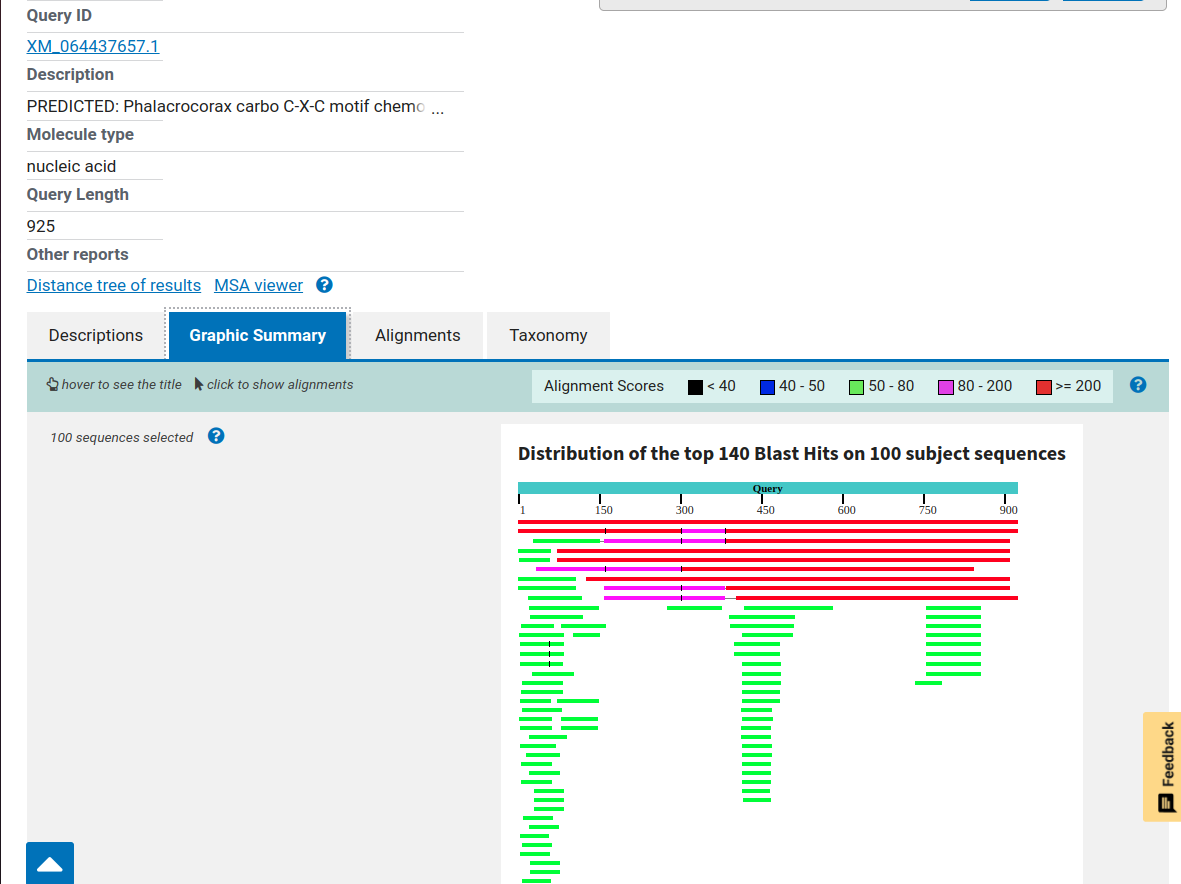 Query ID
XM_064437657.1
Description
PREDICTED: Phalacrocorax carbo C-X-C motif chemo ...
Molecule type
nucleic acid
Query Length
925
Other reports
Distance tree of results MSA viewer ?
Descriptions Graphic Summary Alignments Taxonomy
hover to see the title click to show alignments Alignment Scores < 40 40 - 50 50 - 80 80 - 200 >= 200 ?
100 sequences selected ?
Distribution of the top 140 Blast Hits on 100 subject sequences
Query
1 150 300 450 600 750 900
Feedback